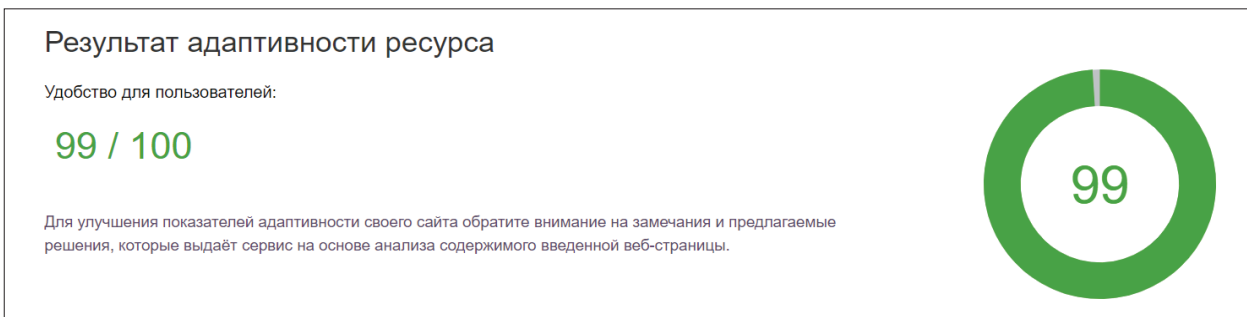 Результат адаптивности ресурса
Удобство для пользователей:
99 / 100
99
Для улучшения показателей адаптивности своего сайта обратите внимание на замечания и предлагаемые
решения, которые выдаёт сервис на основе анализа содержимого введенной веб-страницы.